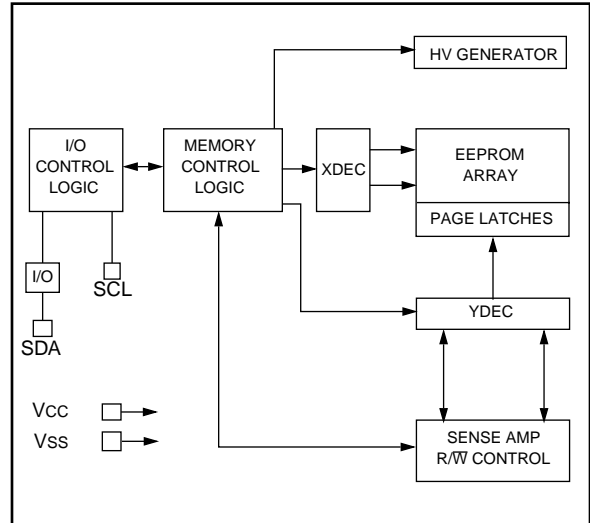 HV GENERATOR
I/O
CONTROL
LOGIC
MEMORY
CONTROL
LOGIC
XDEC
EEPROM
ARRAY
PAGE LATCHES
I/O
SCL
SDA
YDEC
VCC
VSS
SENSE AMP
R/W̅ CONTROL